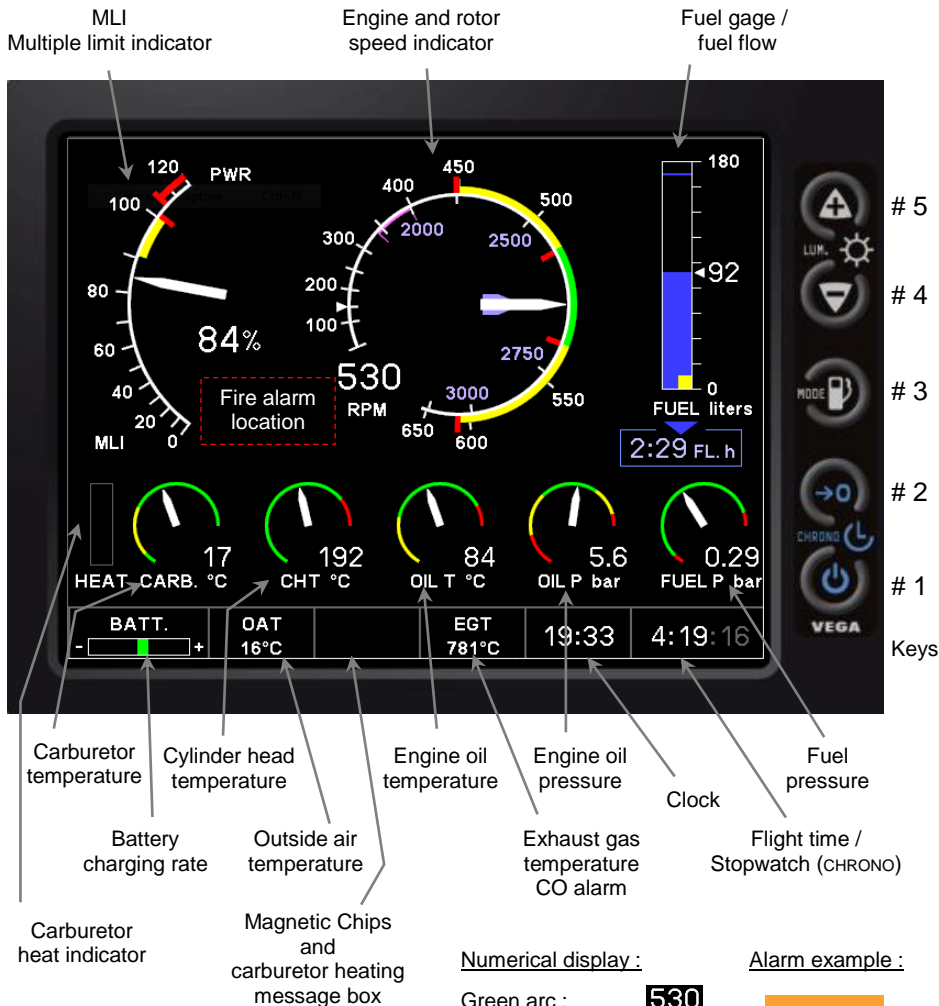 MLI
Multiple limit indicator
Engine and rotor
speed indicator
Fuel gage /
fuel flow
120
PWR
100
80
60
40
20
0
MLI
84%
Fire alarm
location
450
400
500
2000
2500
300
200
100
530
RPM
2750
550
3000
650
600
180
92
0
FUEL liters
2:29 FL. h
# 5
LUM.
# 4
MODE
# 3
→0
# 2
CHRONO
# 1
VEGA
Keys
17
192
84
5.6
0.29
HEAT CARB. °C
CHT °C
OIL T °C
OIL P bar
FUEL P bar
BATT.
- +
OAT
16°C
EGT
781°C
19:33
4:19:16
Carburetor
temperature
Cylinder head
temperature
Engine oil
temperature
Engine oil
pressure
Fuel
pressure
Clock
Battery
charging rate
Outside air
temperature
Exhaust gas
temperature
CO alarm
Flight time /
Stopwatch (CHRONO)
Carburetor
heat indicator
Magnetic Chips
and
carburetor heating
message box
Numerical display :
Alarm example :
Green arc :
530